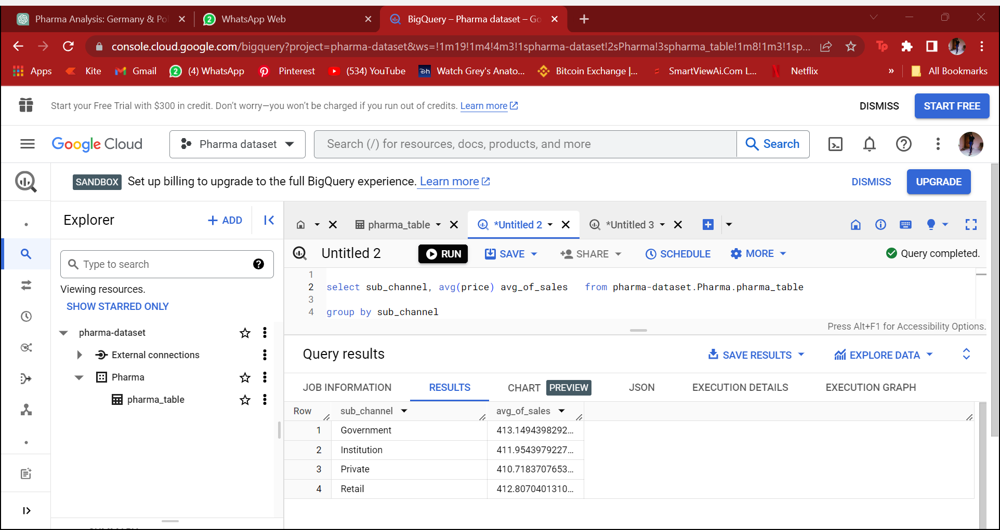 Pharma Analysis: Germany & Pol
WhatsApp Web
BigQuery – Pharma dataset – Go
console.cloud.google.com/bigquery?project=pharma-dataset&ws=!1m19!1m4!4m3!1spharma-dataset!2sPharma!3spharma_table!1m8!1m3!1sp...
Apps Kite Gmail (4) WhatsApp Pinterest (534) YouTube Watch Grey's Anato... Bitcoin Exchange |... SmartViewAi.Com L... Netflix » All Bookmarks
Start your Free Trial with $300 in credit. Don't worry—you won't be charged if you run out of credits. Learn more DISMISS START FREE
Google Cloud Pharma dataset Search (/) for resources, docs, products, and more Search
SANDBOX Set up billing to upgrade to the full BigQuery experience. Learn more DISMISS UPGRADE
Explorer + ADD
Type to search
Viewing resources.
SHOW STARRED ONLY
pharma-dataset
External connections
Pharma
pharma_table
pharma_table *Untitled 2 *Untitled 3
Untitled 2 RUN SAVE SHARE SCHEDULE MORE Query completed.
1
2 select sub_channel, avg(price) avg_of_sales from pharma-dataset.Pharma.pharma_table
3
4 group by sub_channel
Press Alt+F1 for Accessibility Options.
Query results SAVE RESULTS EXPLORE DATA
JOB INFORMATION RESULTS CHART PREVIEW JSON EXECUTION DETAILS EXECUTION GRAPH
Row sub_channel avg_of_sales
1 Government 413.1494398292...
2 Institution 411.9543979227...
3 Private 410.7183707653...
4 Retail 412.8070401310...